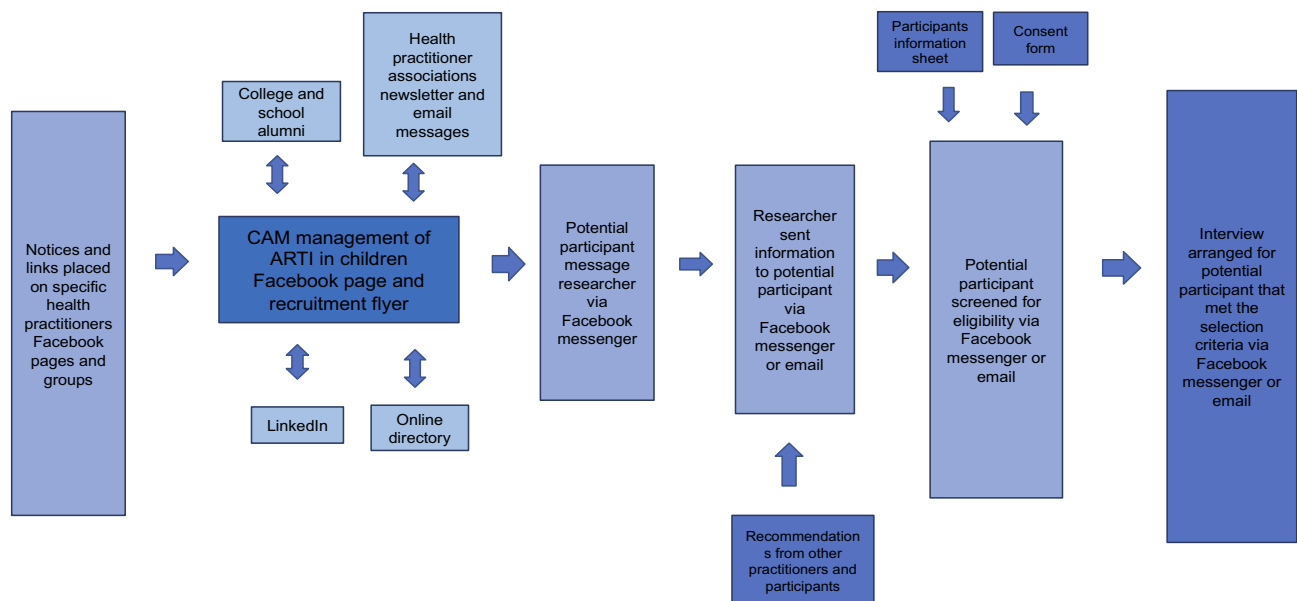 Notices and
links placed
on specific
health
practitioners
Facebook
pages and
groups
College and
school
alumni
Health
practitioner
associations
newsletter and
email
messages
CAM management of
ARTI in children
Facebook page and
recruitment flyer
LinkedIn
Online
directory
Potential
participant
message
researcher
via
Facebook
messenger
Researcher
sent
information
to potential
participant
via
Facebook
messenger
or email
Recommendation
s from other
practitioners and
participants
Participants
information
sheet
Consent
form
Potential
participant
screened for
eligibility via
Facebook
messenger or
email
Interview
arranged for
potential
participant that
met the
selection
criteria via
Facebook
messenger or
email